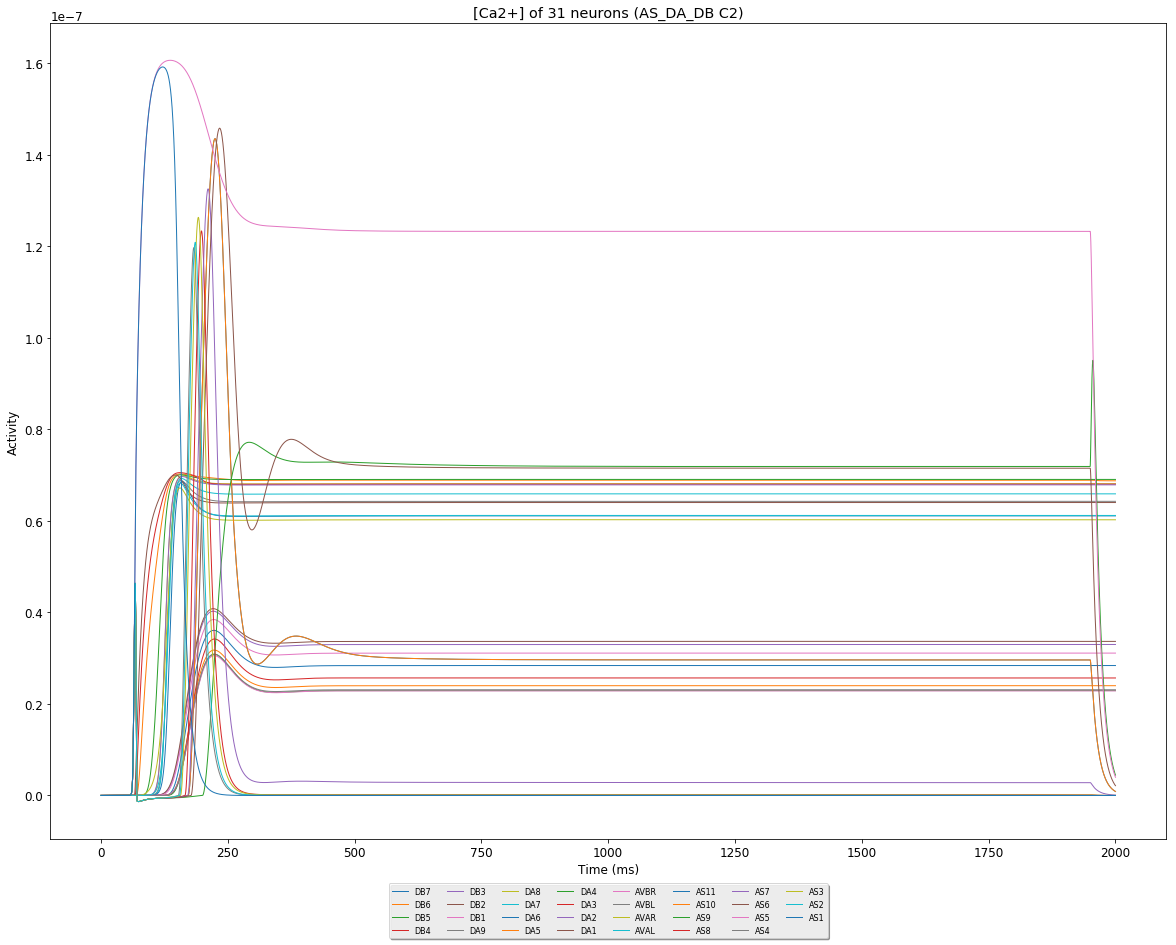 [Ca2+] of 31 neurons (AS_DA_DB C2)
1e−7
1.6
1.4
1.2
1.0
0.8
0.6
0.4
0.2
0.0
Activity
0 250 500 750 1000 1250 1500 1750 2000
Time (ms)
DB7 DB3 DA8 DA4 AVBR AS11 AS7 AS3
DB6 DB2 DA7 DA3 AVBL AS10 AS6 AS2
DB5 DB1 DA6 DA2 AVAR AS9 AS5 AS1
DB4 DA9 DA5 DA1 AVAL AS8 AS4